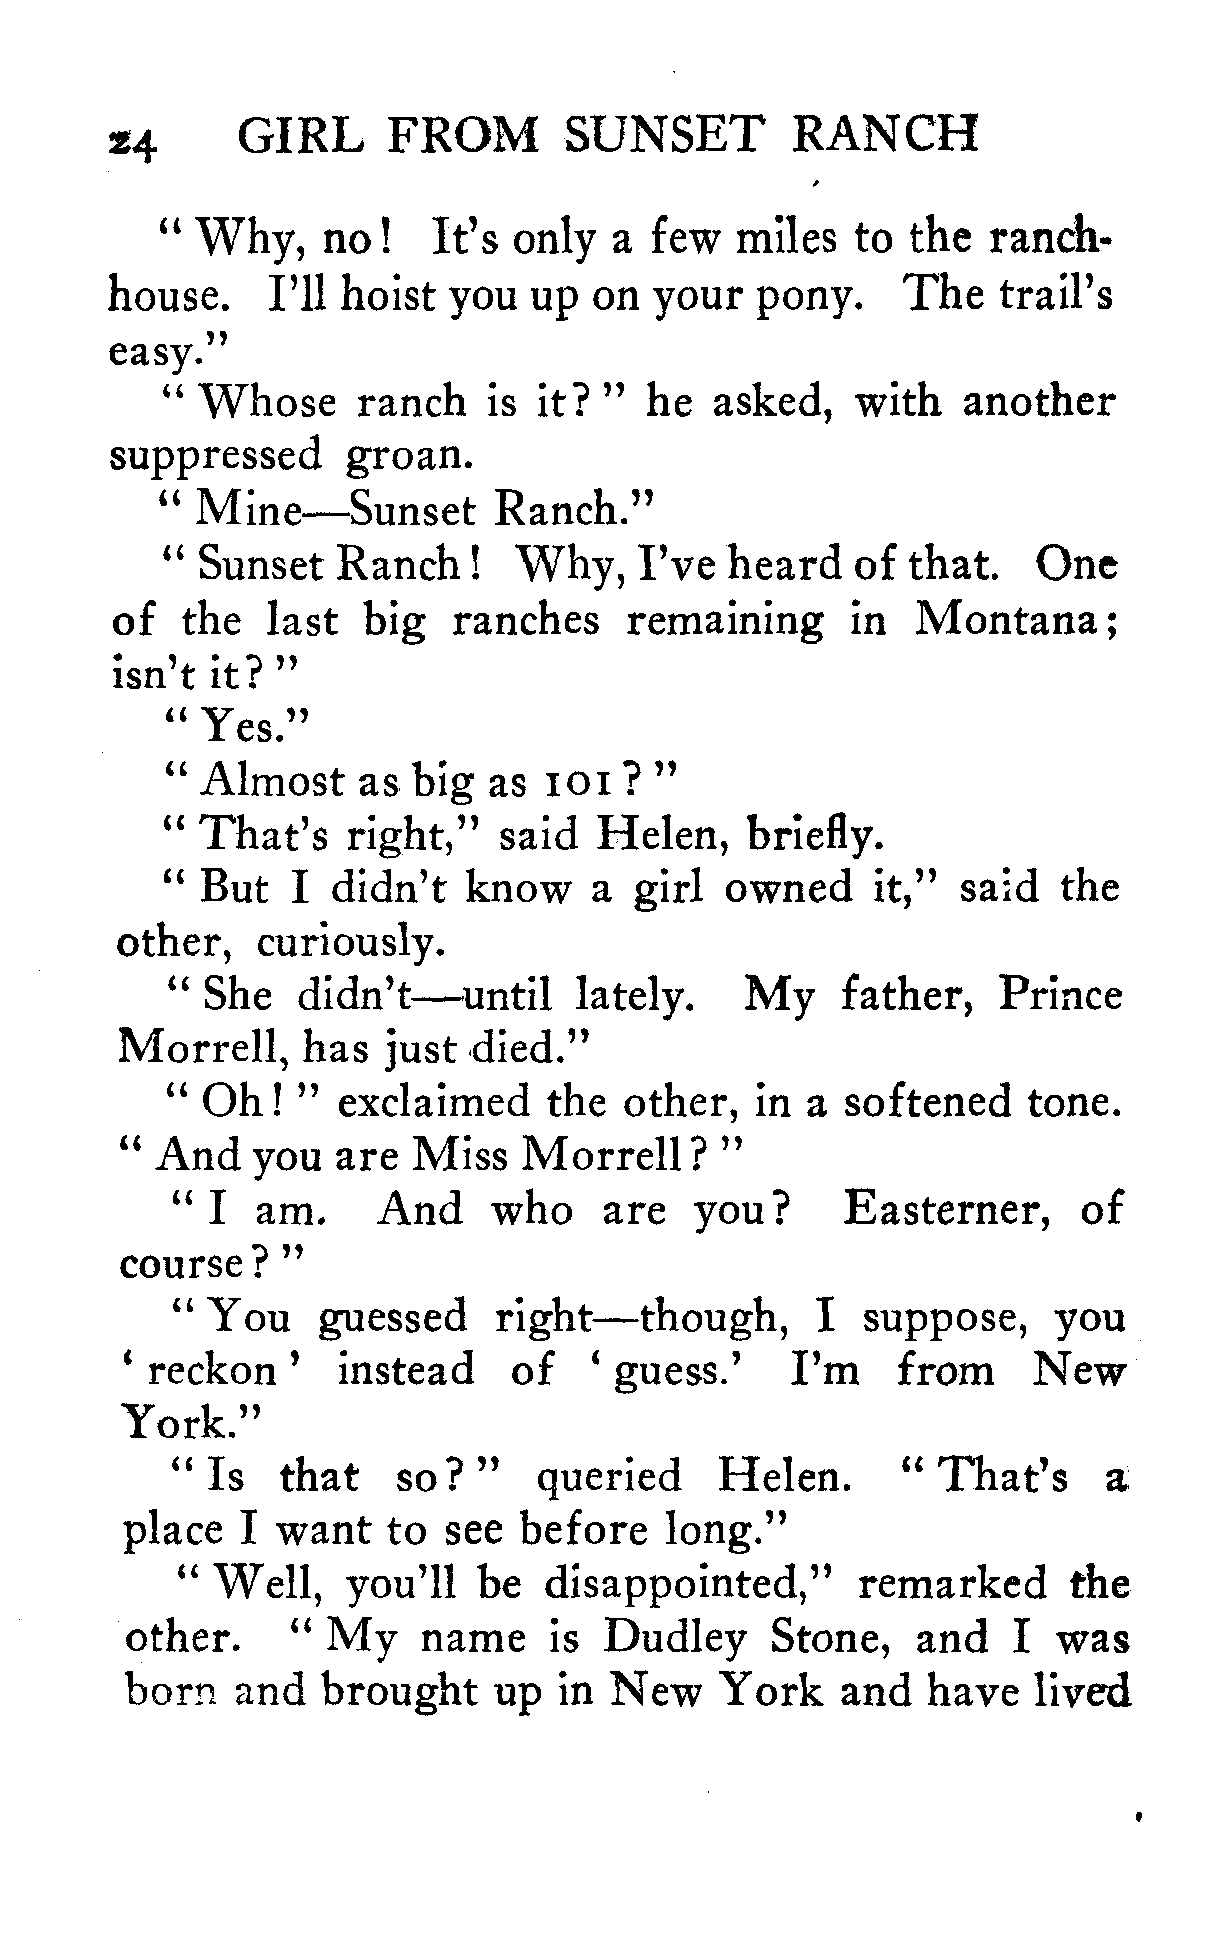 24 GIRL FROM SUNSET RANCH
" Why, no! It's only a few miles to the ranch-
house. I'll hoist you up on your pony. The trail's
easy."
" Whose ranch is it? " he asked, with another
suppressed groan.
" Mine—Sunset Ranch."
" Sunset Ranch! Why, I've heard of that. One
of the last big ranches remaining in Montana;
isn't it? "
" Yes."
" Almost as big as 101? "
" That's right," said Helen, briefly.
" But I didn't know a girl owned it," said the
other, curiously.
" She didn't—until lately. My father, Prince
Morrell, has just died."
" Oh! " exclaimed the other, in a softened tone.
" And you are Miss Morrell? "
" I am. And who are you? Easterner, of
course? "
" You guessed right—though, I suppose, you
' reckon ' instead of ' guess.' I'm from New
York."
" Is that so? " queried Helen. " That's a
place I want to see before long."
" Well, you'll be disappointed," remarked the
other. " My name is Dudley Stone, and I was
born and brought up in New York and have lived